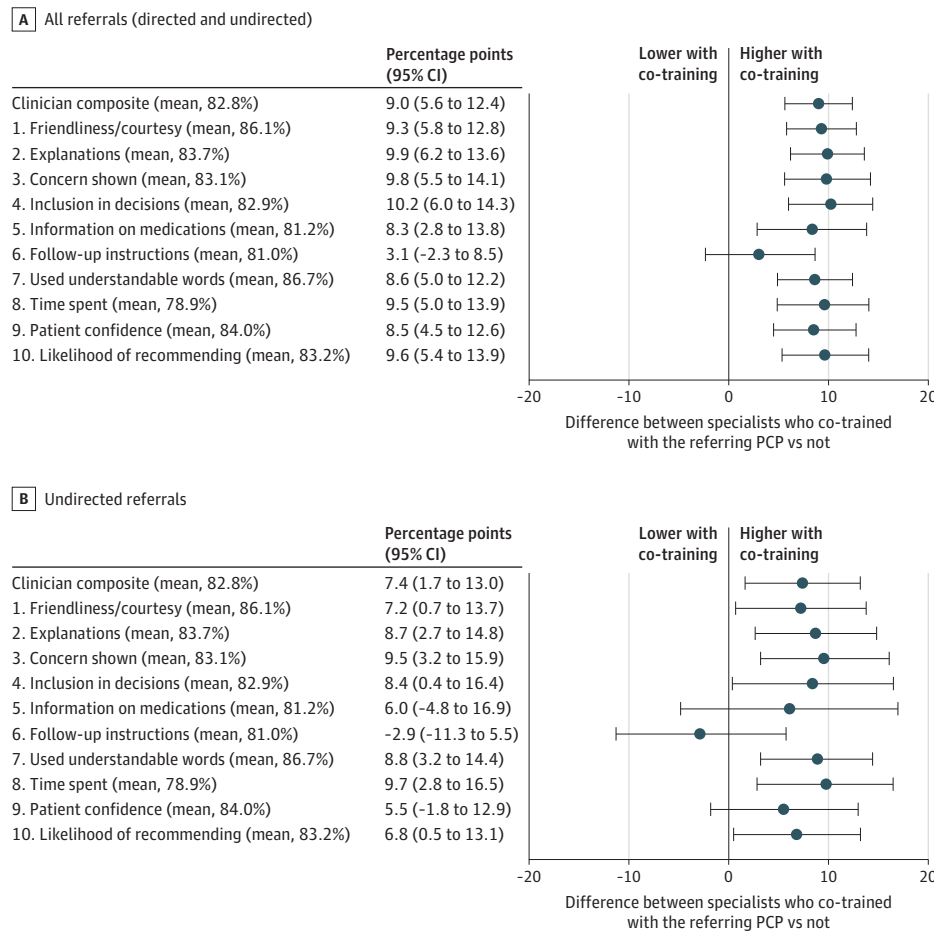 A All referrals (directed and undirected)
Percentage points
(95% CI)
Lower with
co-training
Higher with
co-training
Clinician composite (mean, 82.8%) 9.0 (5.6 to 12.4)
1. Friendliness/courtesy (mean, 86.1%) 9.3 (5.8 to 12.8)
2. Explanations (mean, 83.7%) 9.9 (6.2 to 13.6)
3. Concern shown (mean, 83.1%) 9.8 (5.5 to 14.1)
4. Inclusion in decisions (mean, 82.9%) 10.2 (6.0 to 14.3)
5. Information on medications (mean, 81.2%) 8.3 (2.8 to 13.8)
6. Follow-up instructions (mean, 81.0%) 3.1 (-2.3 to 8.5)
7. Used understandable words (mean, 86.7%) 8.6 (5.0 to 12.2)
8. Time spent (mean, 78.9%) 9.5 (5.0 to 13.9)
9. Patient confidence (mean, 84.0%) 8.5 (4.5 to 12.6)
10. Likelihood of recommending (mean, 83.2%) 9.6 (5.4 to 13.9)
-20 -10 0 10 20
Difference between specialists who co-trained
with the referring PCP vs not
B Undirected referrals
Percentage points
(95% CI)
Lower with
co-training
Higher with
co-training
Clinician composite (mean, 82.8%) 7.4 (1.7 to 13.0)
1. Friendliness/courtesy (mean, 86.1%) 7.2 (0.7 to 13.7)
2. Explanations (mean, 83.7%) 8.7 (2.7 to 14.8)
3. Concern shown (mean, 83.1%) 9.5 (3.2 to 15.9)
4. Inclusion in decisions (mean, 82.9%) 8.4 (0.4 to 16.4)
5. Information on medications (mean, 81.2%) 6.0 (-4.8 to 16.9)
6. Follow-up instructions (mean, 81.0%) -2.9 (-11.3 to 5.5)
7. Used understandable words (mean, 86.7%) 8.8 (3.2 to 14.4)
8. Time spent (mean, 78.9%) 9.7 (2.8 to 16.5)
9. Patient confidence (mean, 84.0%) 5.5 (-1.8 to 12.9)
10. Likelihood of recommending (mean, 83.2%) 6.8 (0.5 to 13.1)
-20 -10 0 10 20
Difference between specialists who co-trained
with the referring PCP vs not